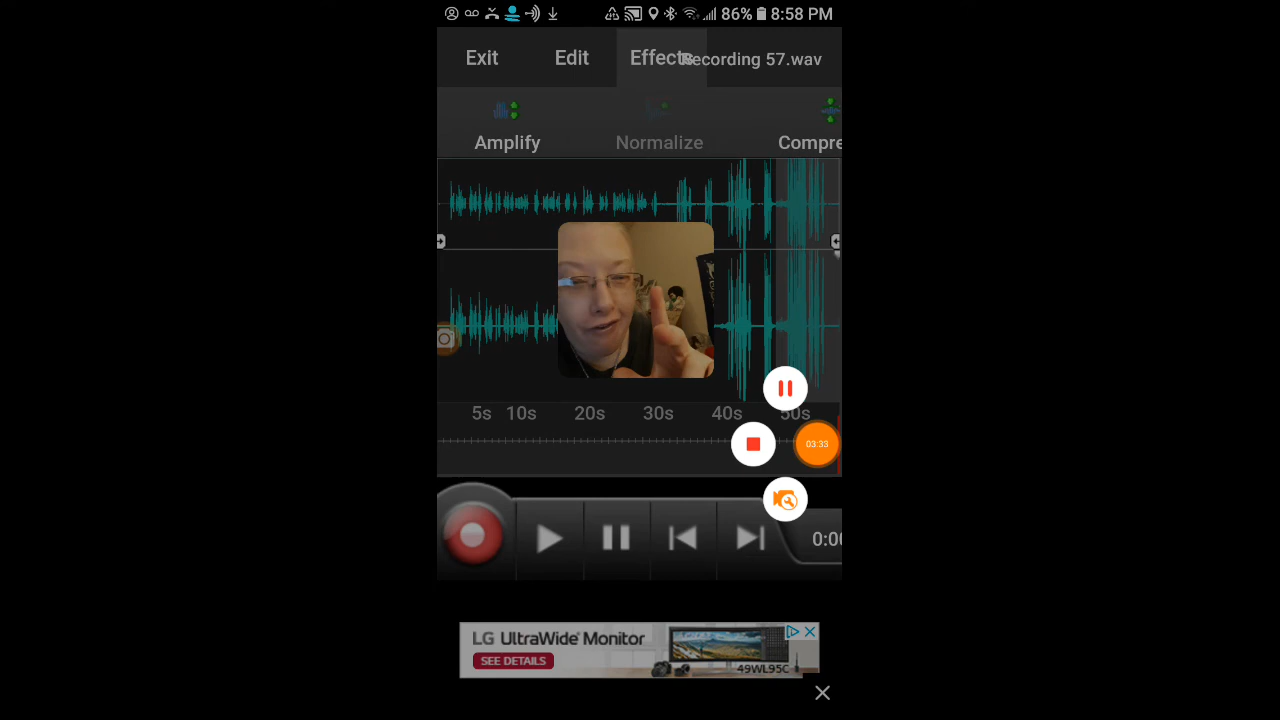 86% 8:58 PM
Exit Edit Effects Recording 57.wav
Amplify Normalize Compre
5s 10s 20s 30s 40s 50s
03:33
0:00
LG UltraWide™ Monitor
SEE DETAILS
49WL95C